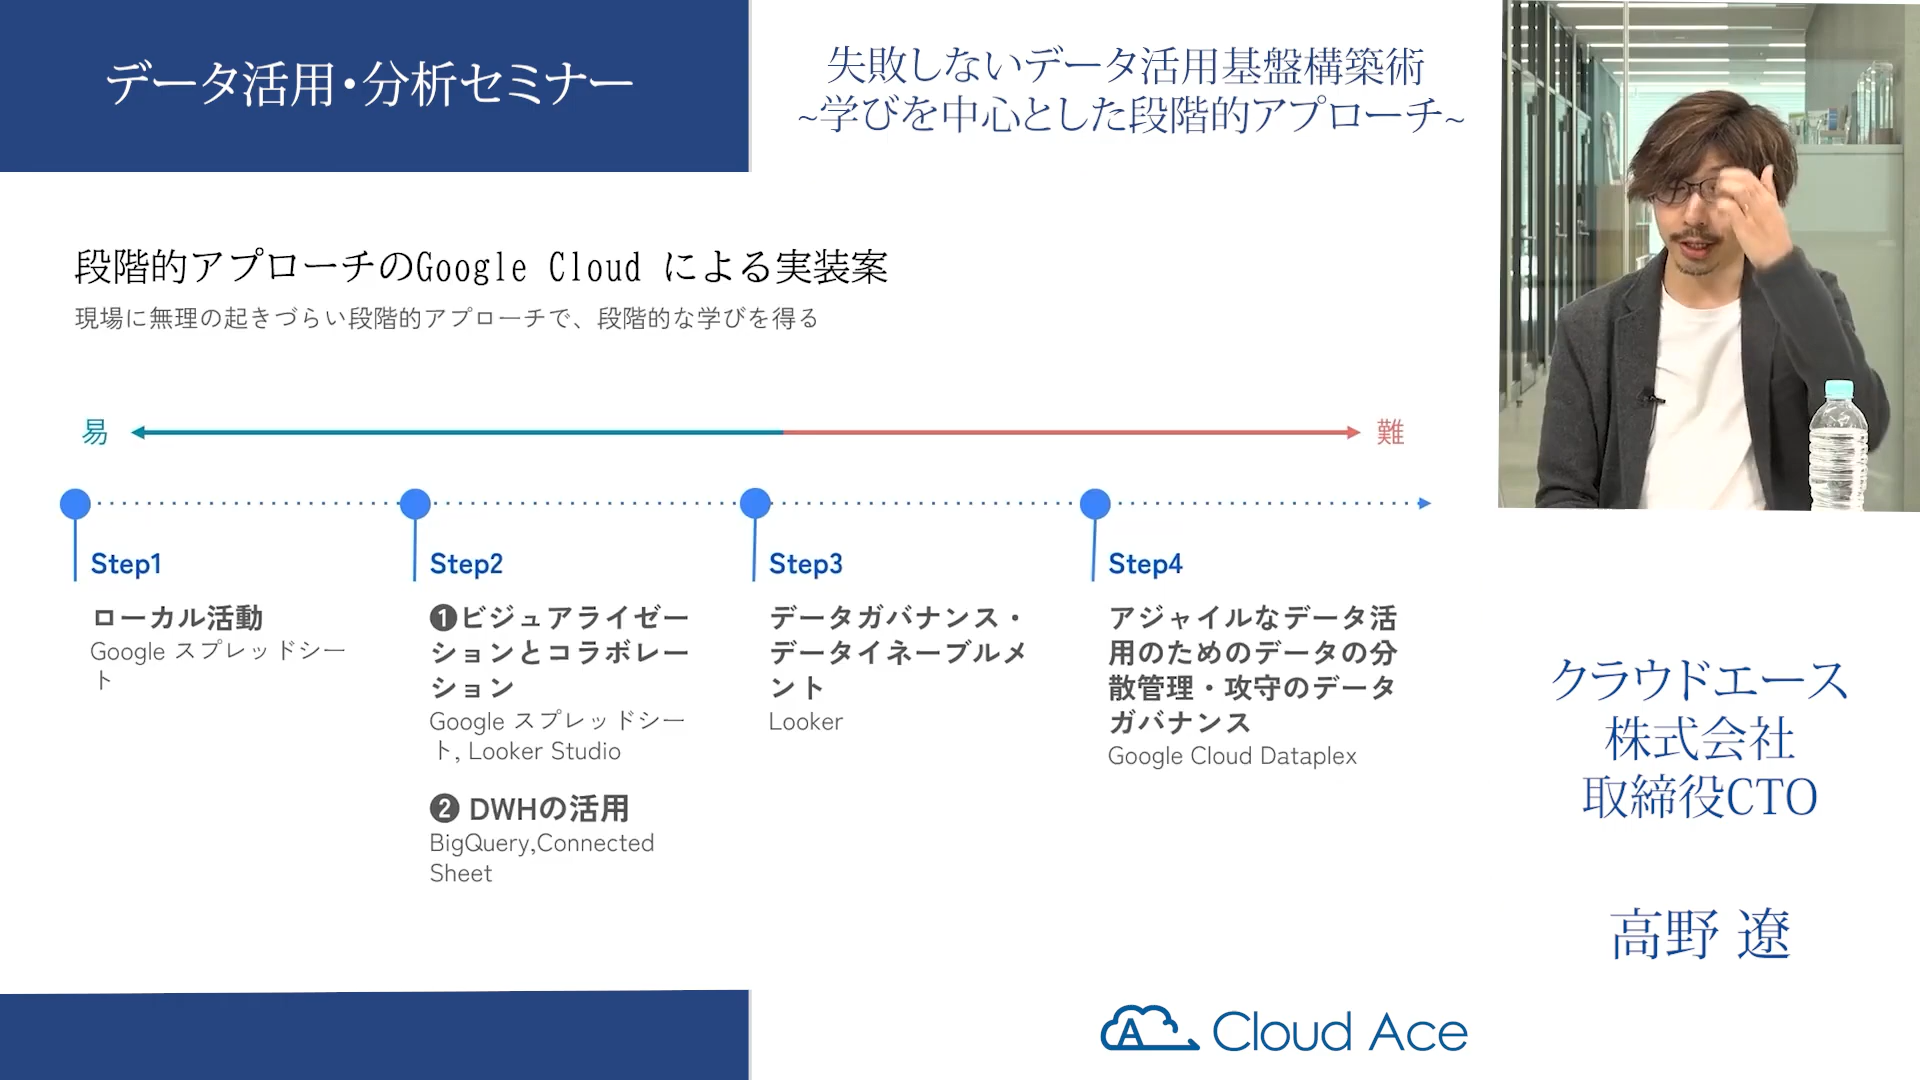 データ活用・分析セミナー
失敗しないデータ活用基盤構築術
~学びを中心とした段階的アプローチ~
段階的アプローチのGoogle Cloud による実装案
現場に無理の起きづらい段階的アプローチで、段階的な学びを得る
易
難
Step1
ローカル活動
Google スプレッドシー
ト
Step2
❶ビジュアライゼー
ションとコラボレー
ション
Google スプレッドシー
ト, Looker Studio
❷ DWHの活用
BigQuery,Connected
Sheet
Step3
データガバナンス・
データイネーブルメ
ント
Looker
Step4
アジャイルなデータ活
用のためのデータの分
散管理・攻守のデータ
ガバナンス
Google Cloud Dataplex
クラウドエース
株式会社
取締役CTO
高野 遼
A Cloud Ace